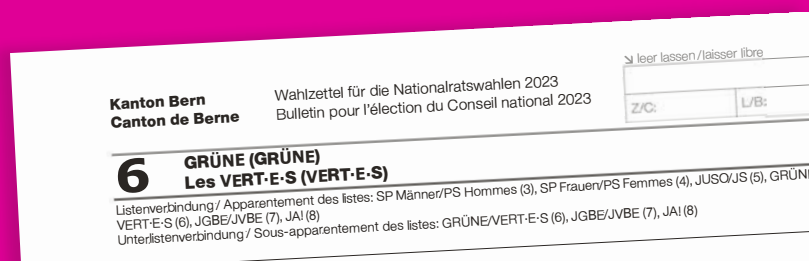 leer lassen/laisser libre
Kanton Bern
Canton de Berne
Wahlzettel für die Nationalratswahlen 2023
Bulletin pour l'élection du Conseil national 2023
Z/C:
L/B:
6
GRÜNE (GRÜNE)
Les VERT·E·S (VERT·E·S)
Listenverbindung / Apparentement des listes: SP Männer/PS Hommes (3), SP Frauen/PS Femmes (4), JUSO/JS (5), GRÜNE
VERT·E·S (6), JGBE/JVBE (7), JA! (8)
Unterlistenverbindung / Sous-apparentement des listes: GRÜNE/VERT·E·S (6), JGBE/JVBE (7), JA! (8)